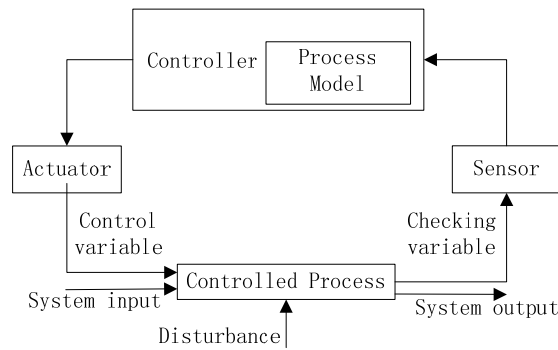 Controller
Process
Model
Actuator
Sensor
Control
variable
Checking
variable
Controlled Process
System input
System output
Disturbance